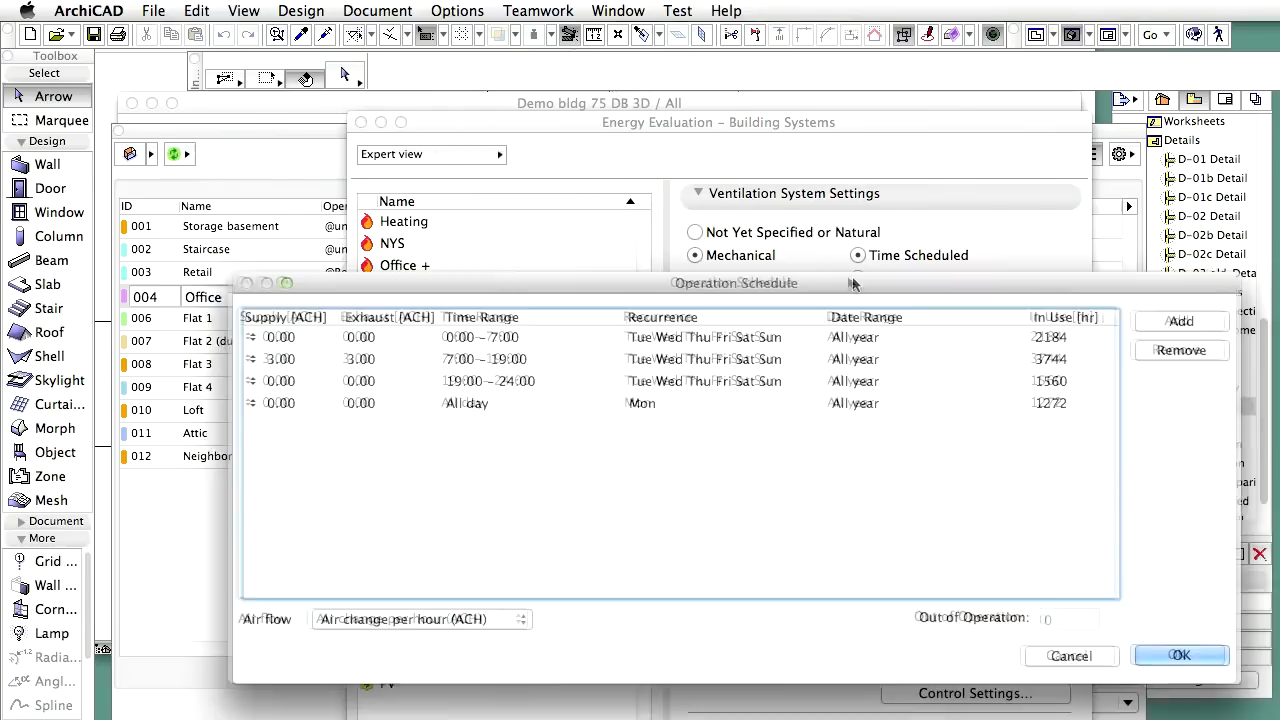 ArchiCAD File Edit View Design Document Options Teamwork Window Test Help
Go
Toolbox
Select
Arrow
Marquee
Design
Wall
Door
Window
Column
Beam
Slab
Stair
Roof
Shell
Skylight
Curtai...
Morph
Object
Zone
Mesh
Document
More
Grid ...
Wall ...
Corn...
Lamp
Radia...
Angl...
Spline
Demo bldg 75 DB 3D / All
ID Name Oper
001 Storage basement @un
002 Staircase @un
003 Retail
004 Office
006 Flat 1
007 Flat 2 (du
008 Flat 3
009 Flat 4
010 Loft
011 Attic
012 Neighbor
Energy Evaluation – Building Systems
Expert view
Name
Heating
NYS
Office +
PV
Ventilation System Settings
Not Yet Specified or Natural
Mechanical Time Scheduled
Control Settings...
Operation Schedule
Supply [ACH] Exhaust [ACH] Time Range Recurrence Date Range In Use [hr]
0.00 0.00 0:00 – 7:00 Tue Wed Thu Fri Sat Sun All year 2184
3.00 3.00 7:00 – 19:00 Tue Wed Thu Fri Sat Sun All year 3744
0.00 0.00 19:00 – 24:00 Tue Wed Thu Fri Sat Sun All year 1560
0.00 0.00 All day Mon All year 1272
Add
Remove
Air flow Air change per hour (ACH)
Out of Operation: 0
Cancel OK
Worksheets
Details
D-01 Detail
D-01b Detail
D-01c Detail
D-02 Detail
D-02b Detail
D-02c Detail